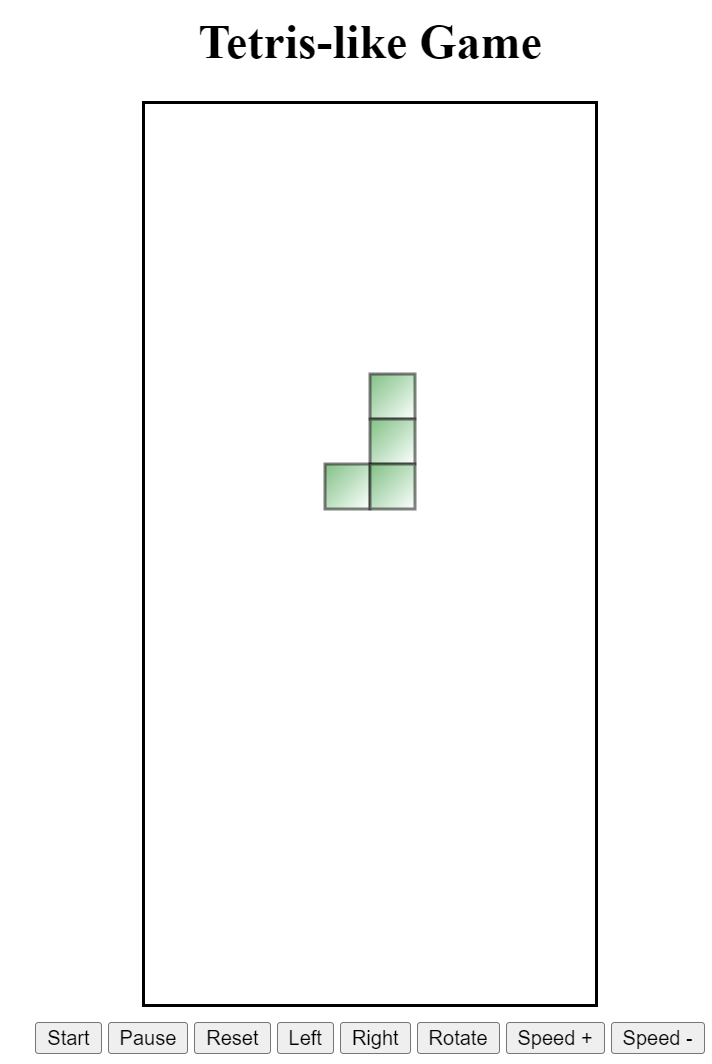 Tetris-like Game
Start Pause Reset Left Right Rotate Speed + Speed -